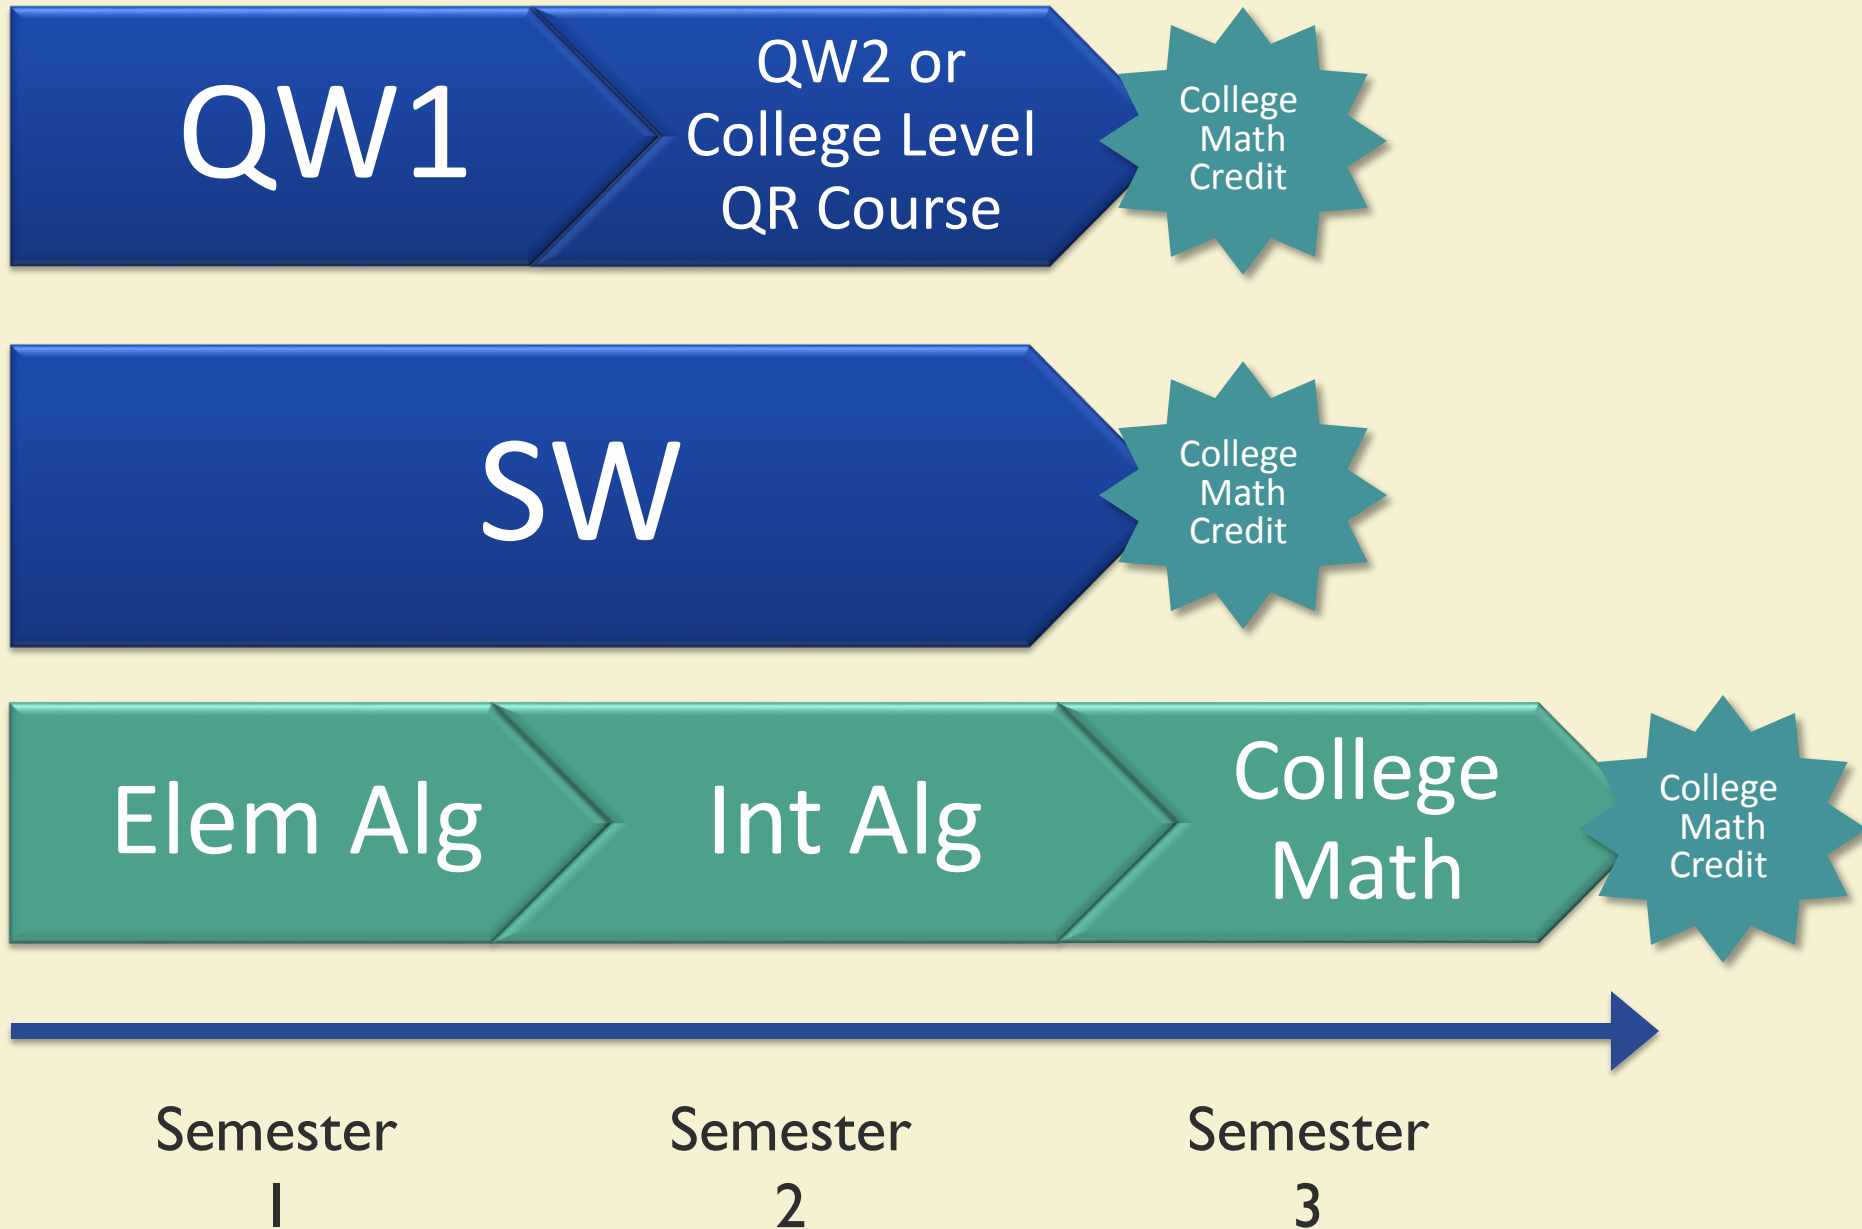 QW1
QW2 or
College Level
QR Course
College
Math
Credit
SW
College
Math
Credit
Elem Alg
Int Alg
College
Math
College
Math
Credit
Semester
1
Semester
2
Semester
3